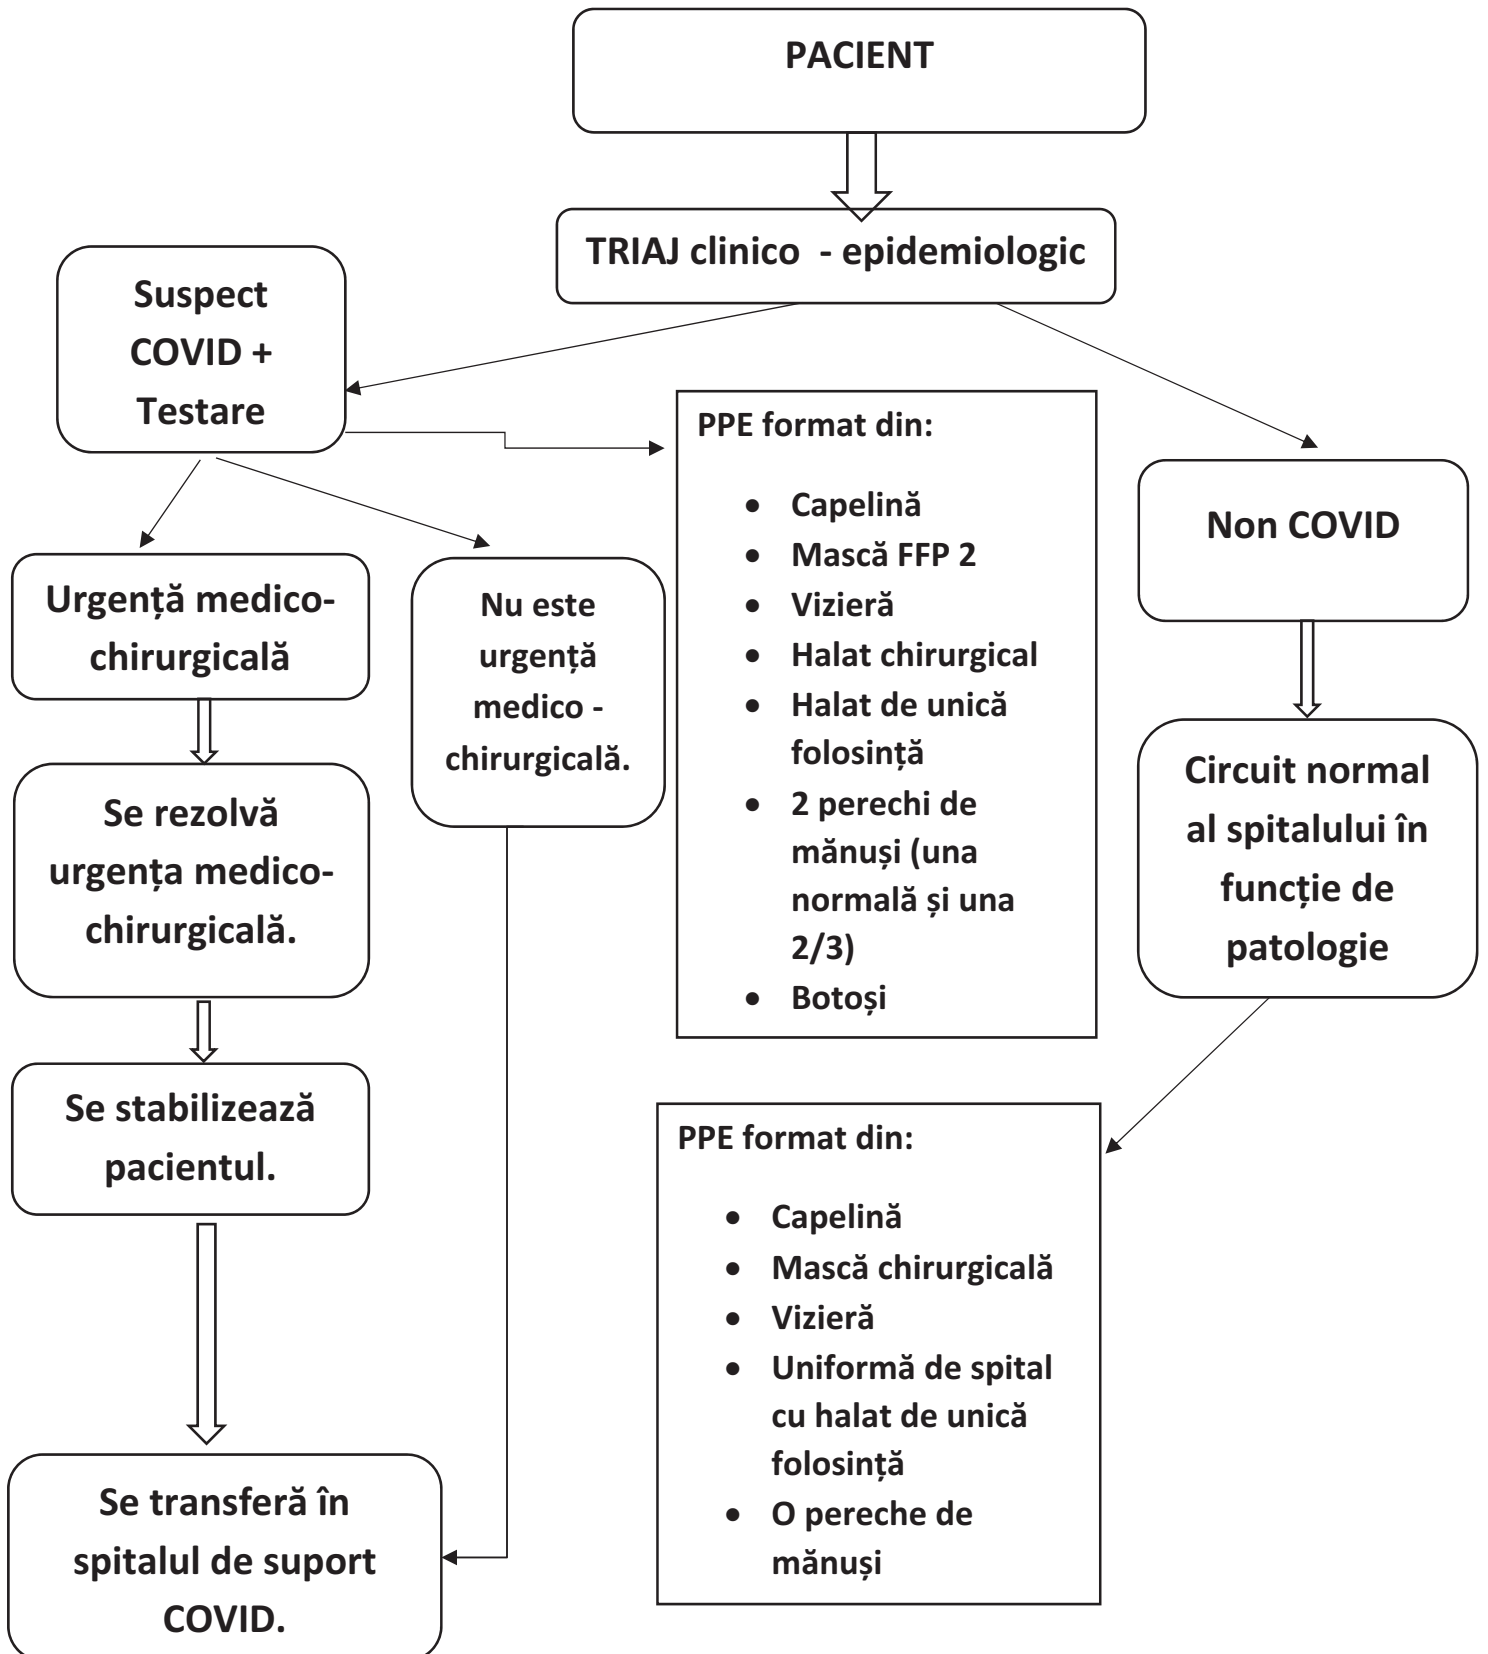 PACIENT
TRIAJ clinico - epidemiologic
Suspect
COVID +
Testare
PPE format din:
• Capelină
• Mască FFP 2
• Vizieră
• Halat chirurgical
• Halat de unică
folosință
• 2 perechi de
mănuși (una
normală și una
2/3)
• Botoși
Non COVID
Urgență medico-
chirurgicală
Nu este
urgență
medico -
chirurgicală.
Se rezolvă
urgența medico-
chirurgicală.
Circuit normal
al spitalului în
funcție de
patologie
Se stabilizează
pacientul.
PPE format din:
• Capelină
• Mască chirurgicală
• Vizieră
• Uniformă de spital
cu halat de unică
folosință
• O pereche de
mănuși
Se transferă în
spitalul de suport
COVID.